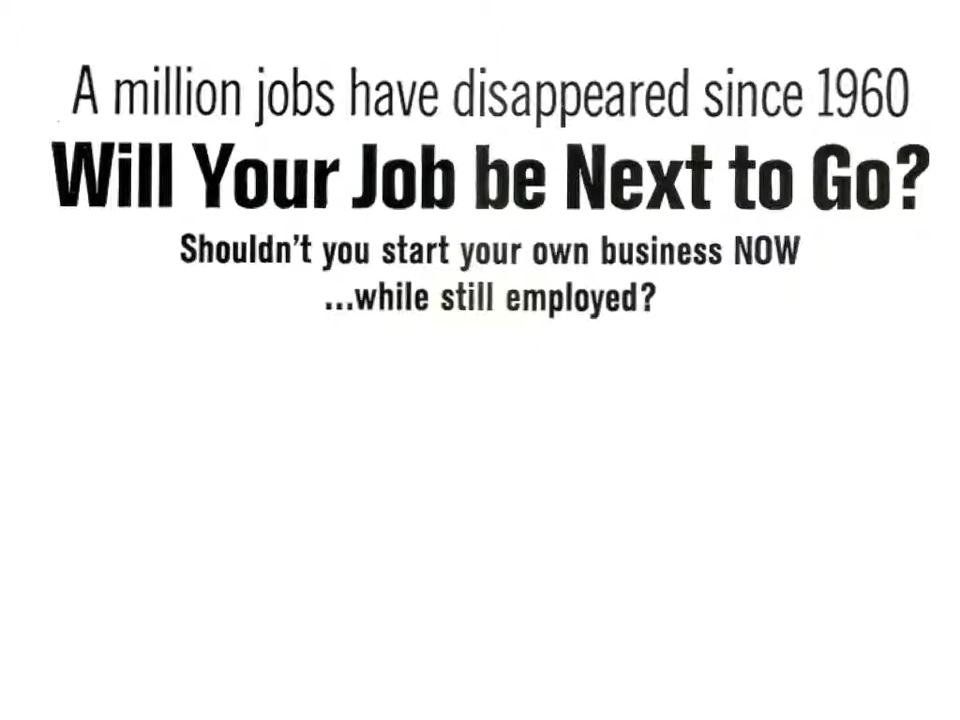 A million jobs have disappeared since 1960
Will Your Job be Next to Go?
Shouldn't you start your own business NOW
...while still employed?